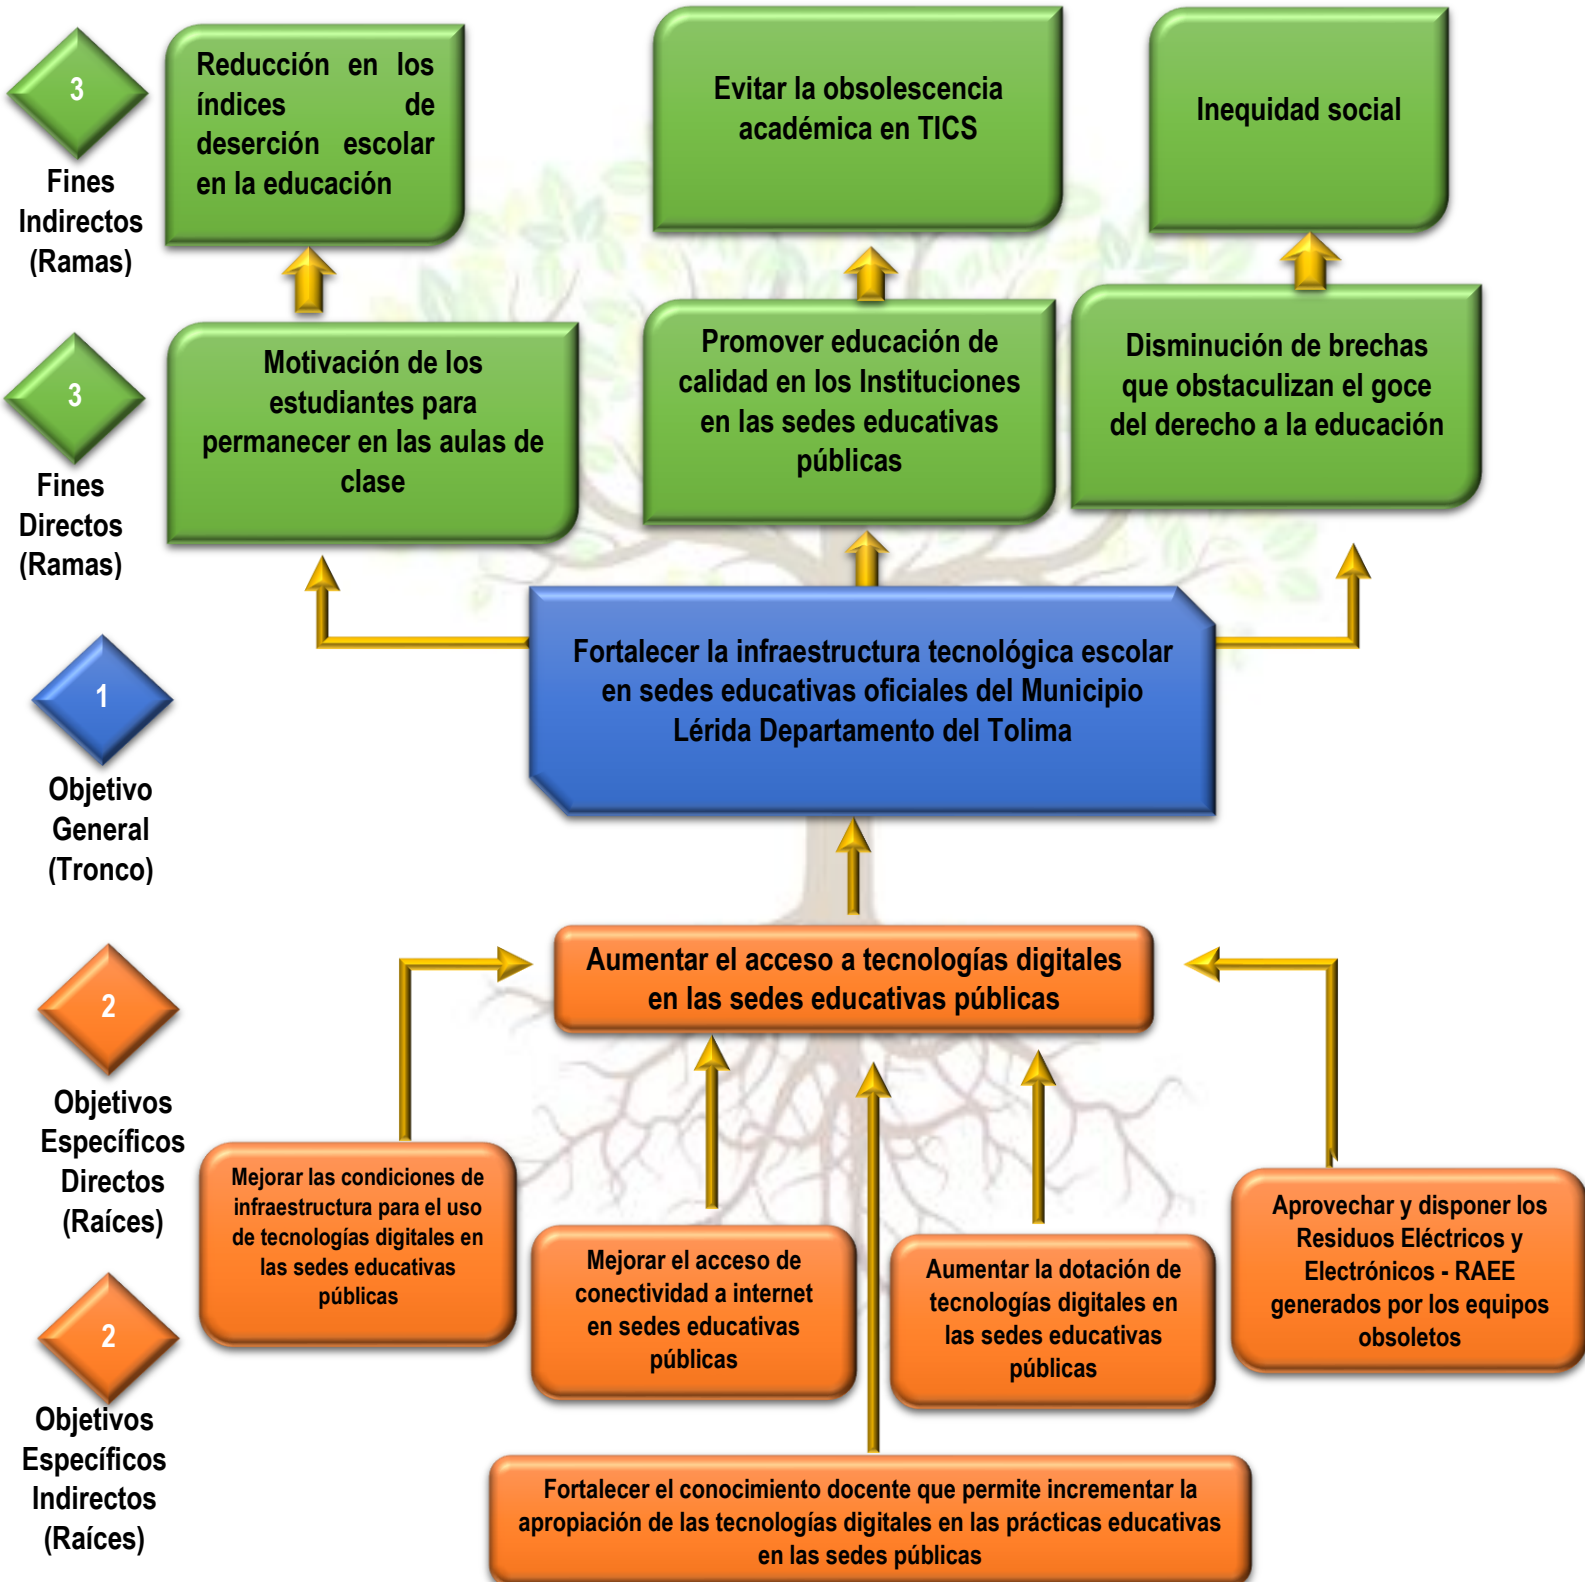 3
Fines
Indirectos
(Ramas)
Reducción en los
índices de
deserción escolar
en la educación
Evitar la obsolescencia
académica en TICS
Inequidad social
3
Fines
Directos
(Ramas)
Motivación de los
estudiantes para
permanecer en las aulas de
clase
Promover educación de
calidad en los Instituciones
en las sedes educativas
públicas
Disminución de brechas
que obstaculizan el goce
del derecho a la educación
1
Objetivo
General
(Tronco)
Fortalecer la infraestructura tecnológica escolar
en sedes educativas oficiales del Municipio
Lérida Departamento del Tolima
2
Objetivos
Específicos
Directos
(Raíces)
Aumentar el acceso a tecnologías digitales
en las sedes educativas públicas
2
Objetivos
Específicos
Indirectos
(Raíces)
Mejorar las condiciones de
infraestructura para el uso
de tecnologías digitales en
las sedes educativas
públicas
Mejorar el acceso de
conectividad a internet
en sedes educativas
públicas
Aumentar la dotación de
tecnologías digitales en
las sedes educativas
públicas
Aprovechar y disponer los
Residuos Eléctricos y
Electrónicos - RAEE
generados por los equipos
obsoletos
Fortalecer el conocimiento docente que permite incrementar la
apropiación de las tecnologías digitales en las prácticas educativas
en las sedes públicas